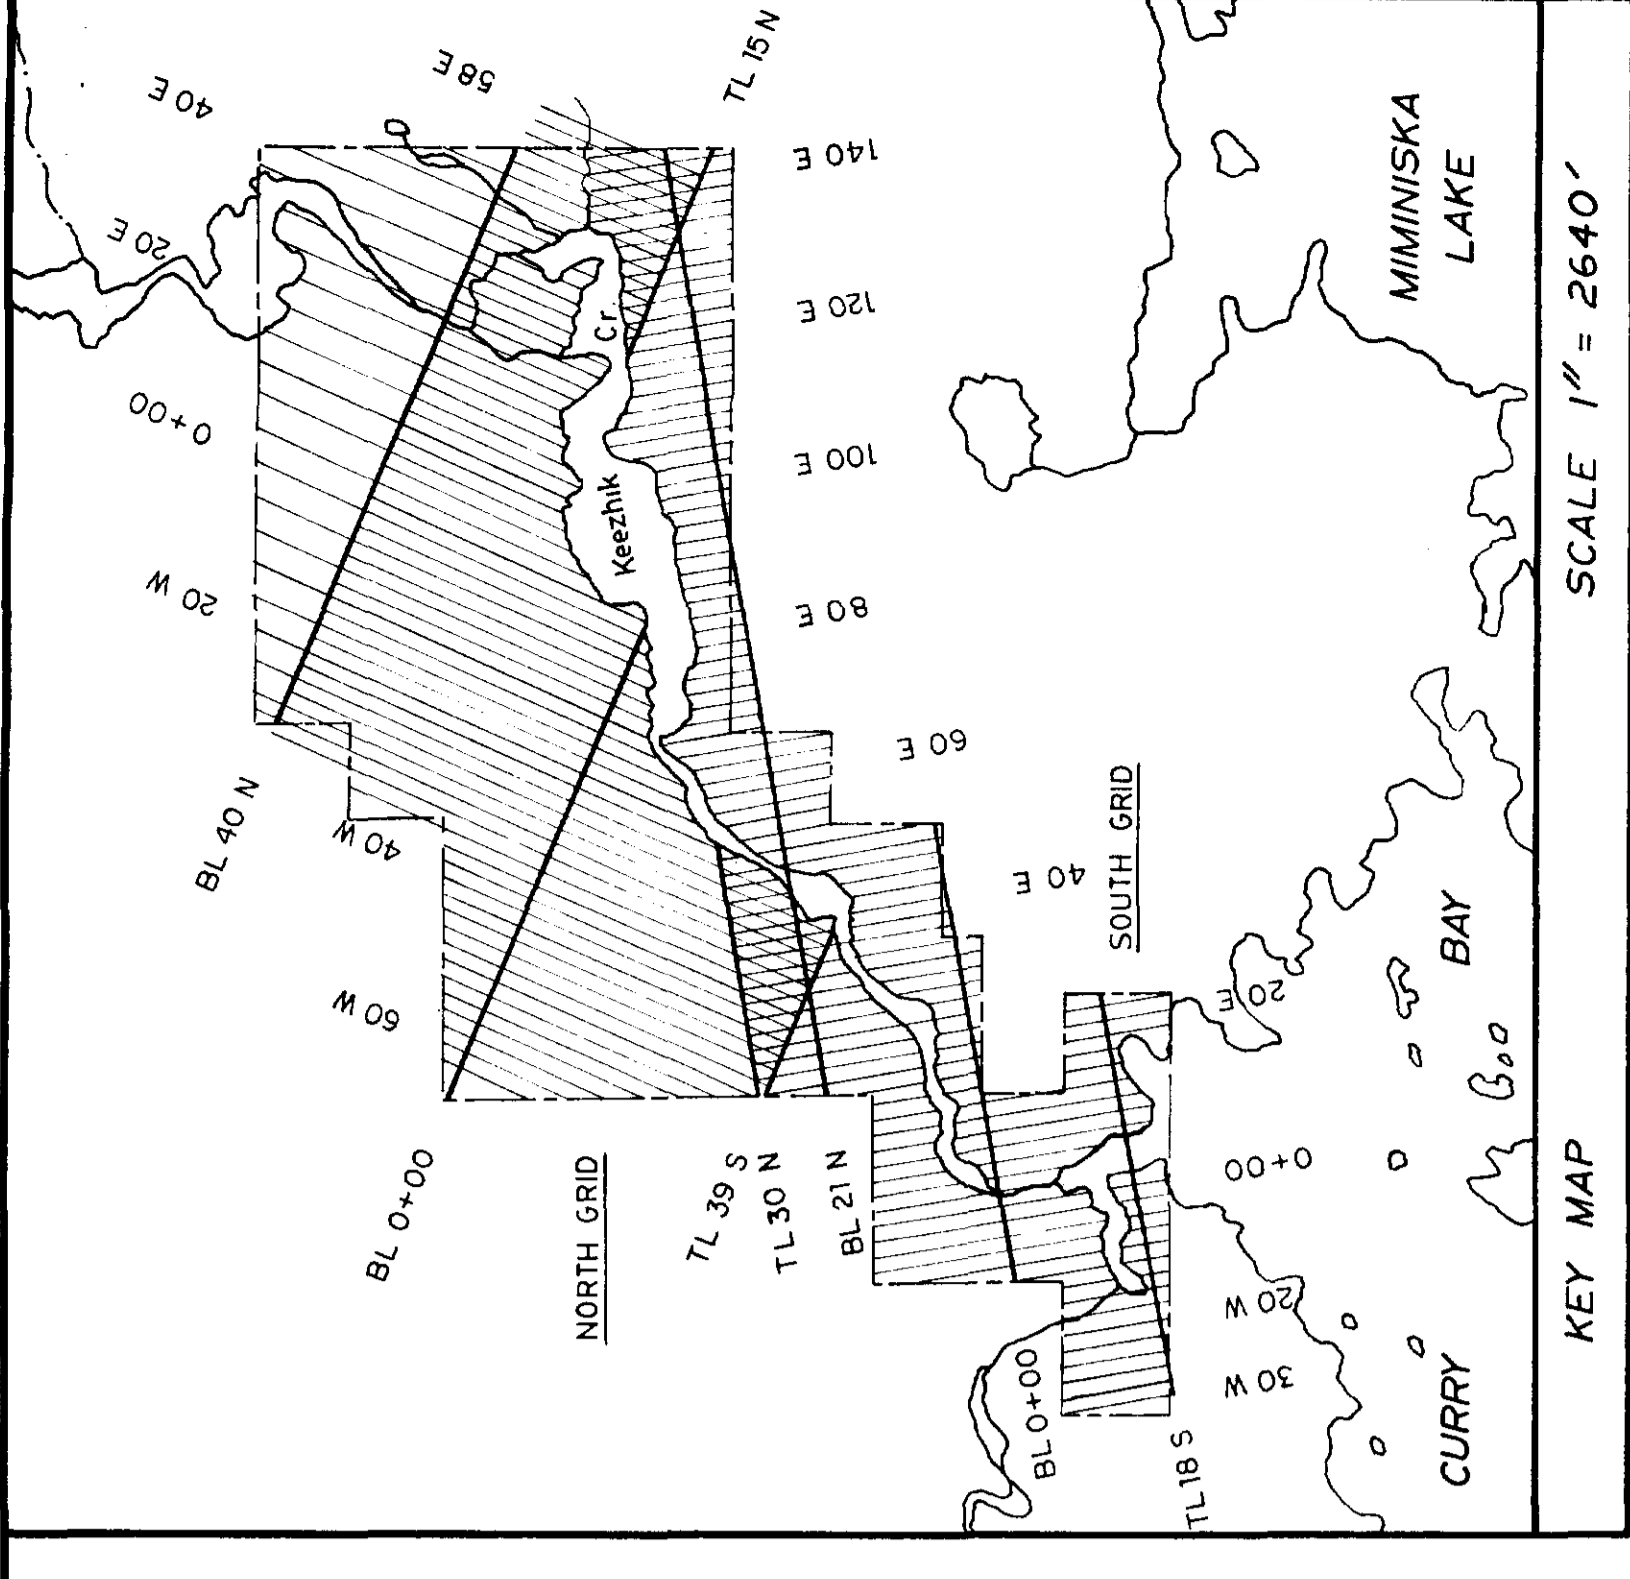 BL 40 N
BL 0+00
NORTH GRID
TL 39 S
TL 30 N
BL 21 N
60 W
40 W
20 W
0+00
20 E
40 E
58 E
TL 15 N
Keezhik
Cr.
BL 0+00
TL 18 S
30 W
20 W
0+00
20 E
40 E
60 E
80 E
100 E
120 E
140 E
SOUTH GRID
MIMINISKA
LAKE
CURRY BAY
KEY MAP SCALE 1" = 2640'